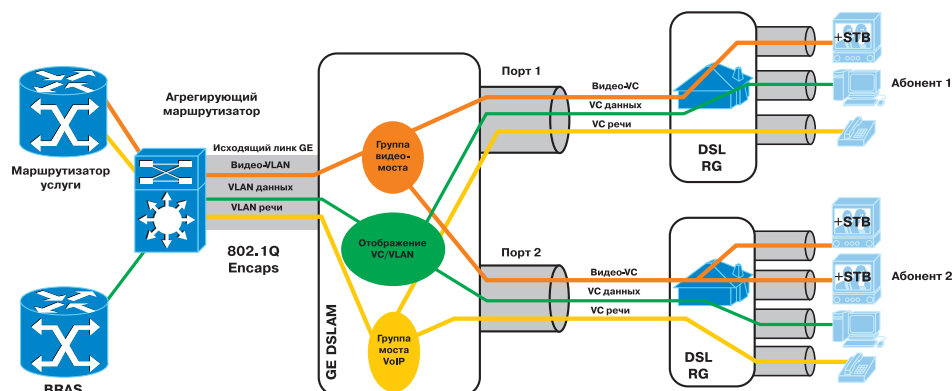 Маршрутизатор
услуги
BRAS
Агрегирующий
маршрутизатор
Исходящий линк GE
Видео-VLAN
VLAN данных
VLAN речи
802.1Q
Encaps
GE DSLAM
Группа
видео-
моста
Отображение
VC/VLAN
Группа
моста
VoIP
Порт 1
Видео-VC
VC данных
VC речи
DSL
RG
+STB
Абонент 1
Порт 2
Видео-VC
VC данных
VC речи
DSL
RG
+STB
+STB
Абонент 2